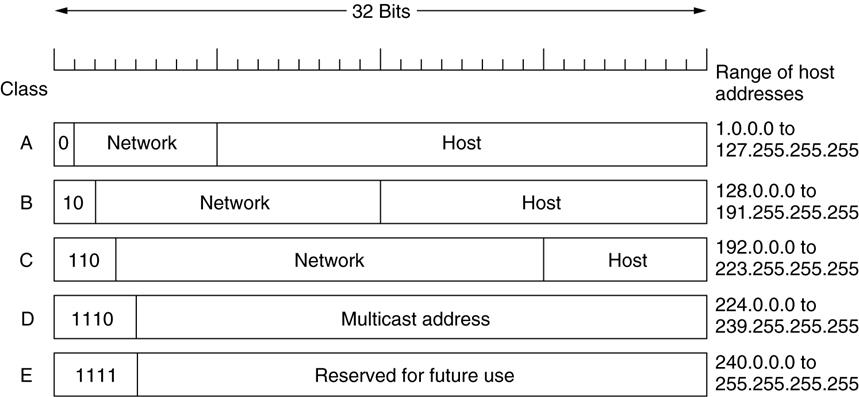 32 Bits
Class
Range of host
addresses
A 0 Network Host 1.0.0.0 to
127.255.255.255
B 10 Network Host 128.0.0.0 to
191.255.255.255
C 110 Network Host 192.0.0.0 to
223.255.255.255
D 1110 Multicast address 224.0.0.0 to
239.255.255.255
E 1111 Reserved for future use 240.0.0.0 to
255.255.255.255